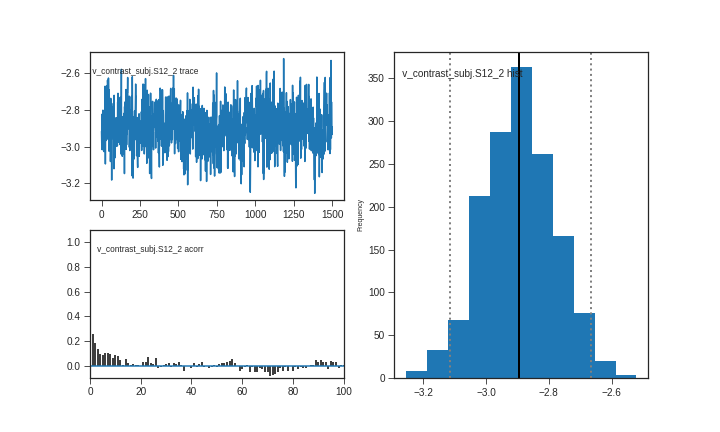 v_contrast_subj.S12_2 trace
−2.6
−2.8
−3.0
−3.2
0 250 500 750 1000 1250 1500
v_contrast_subj.S12_2 acorr
1.0
0.8
0.6
0.4
0.2
0.0
0 20 40 60 80 100
v_contrast_subj.S12_2 hist
Frequency
350
300
250
200
150
100
50
0
−3.2 −3.0 −2.8 −2.6